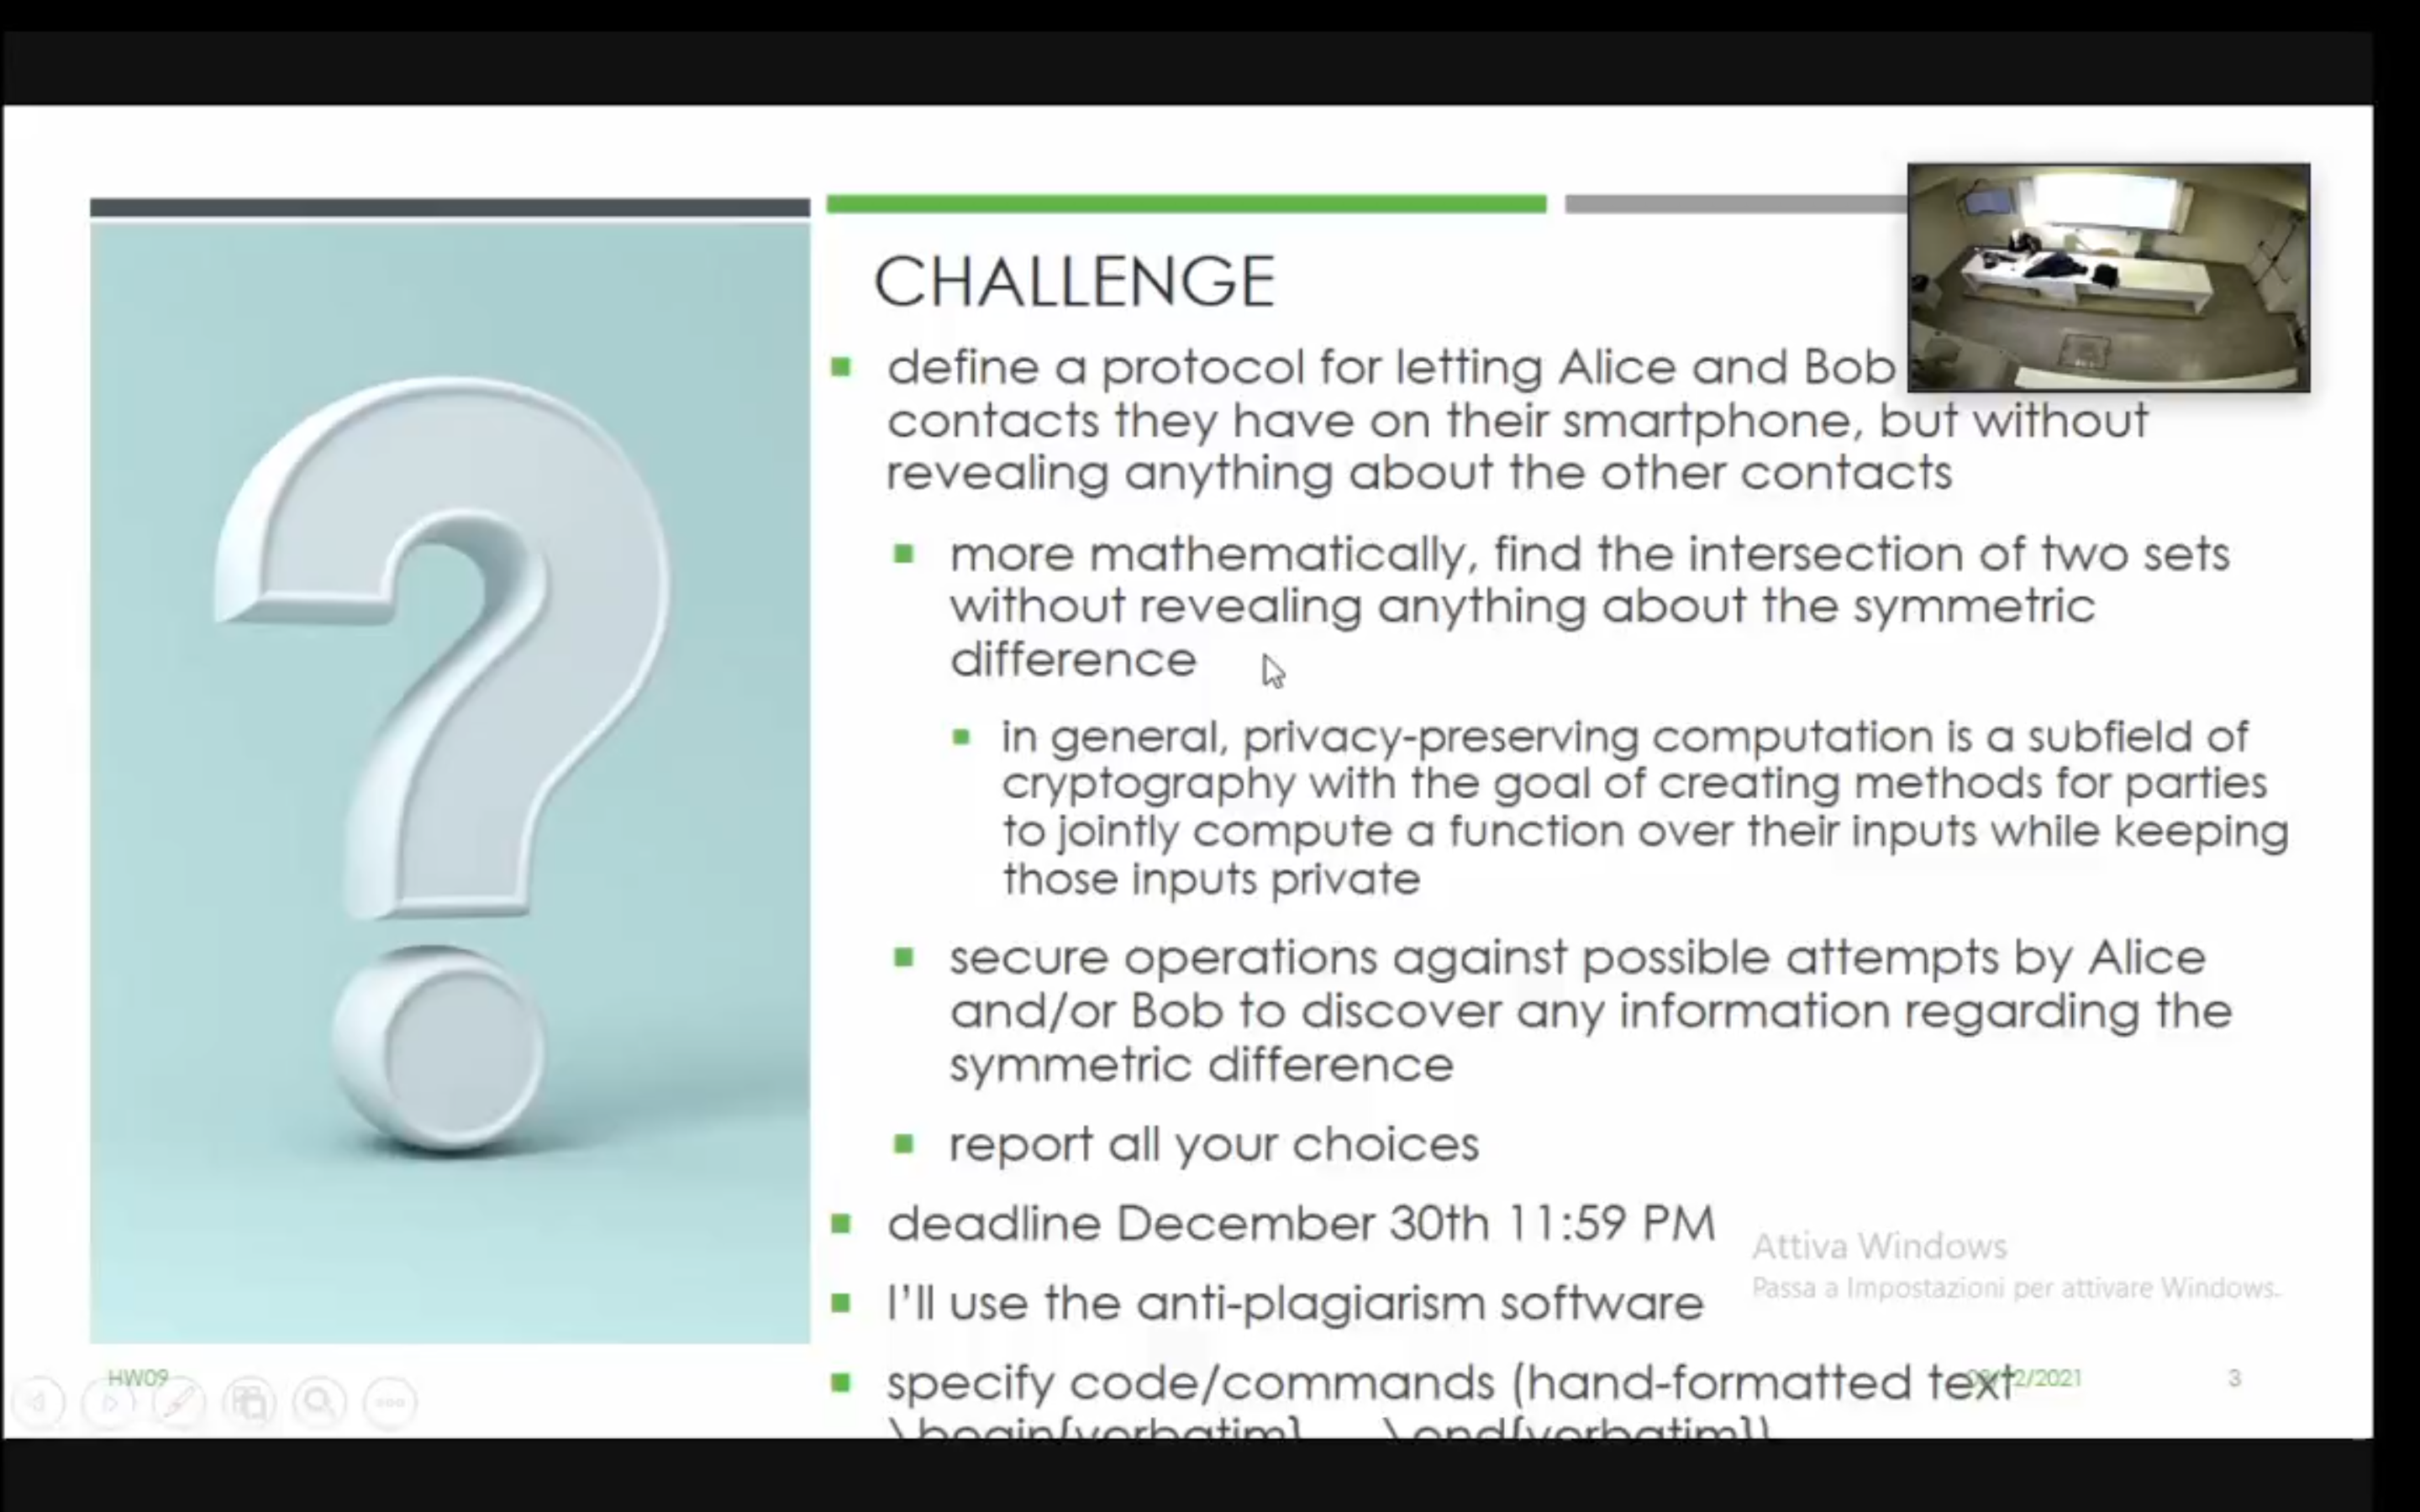 CHALLENGE
define a protocol for letting Alice and Bob
contacts they have on their smartphone, but without
revealing anything about the other contacts
more mathematically, find the intersection of two sets
without revealing anything about the symmetric
difference
in general, privacy-preserving computation is a subfield of
cryptography with the goal of creating methods for parties
to jointly compute a function over their inputs while keeping
those inputs private
secure operations against possible attempts by Alice
and/or Bob to discover any information regarding the
symmetric difference
report all your choices
deadline December 30th 11:59 PM
I'll use the anti-plagiarism software
specify code/commands (hand-formatted text
\begin{verbatim} ... \end{verbatim})
Attiva Windows
Passa a Impostazioni per attivare Windows.
HW09
2/2021
3